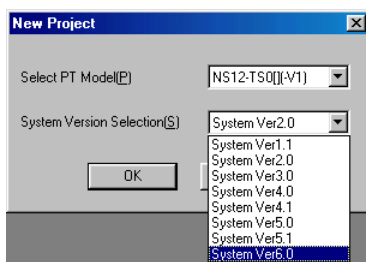 New Project
Select PT Model(P)
NS12-TS0[](-V1)
System Version Selection(S)
System Ver2.0
System Ver1.1
System Ver2.0
System Ver3.0
System Ver4.0
System Ver4.1
System Ver5.0
System Ver5.1
System Ver6.0
OK